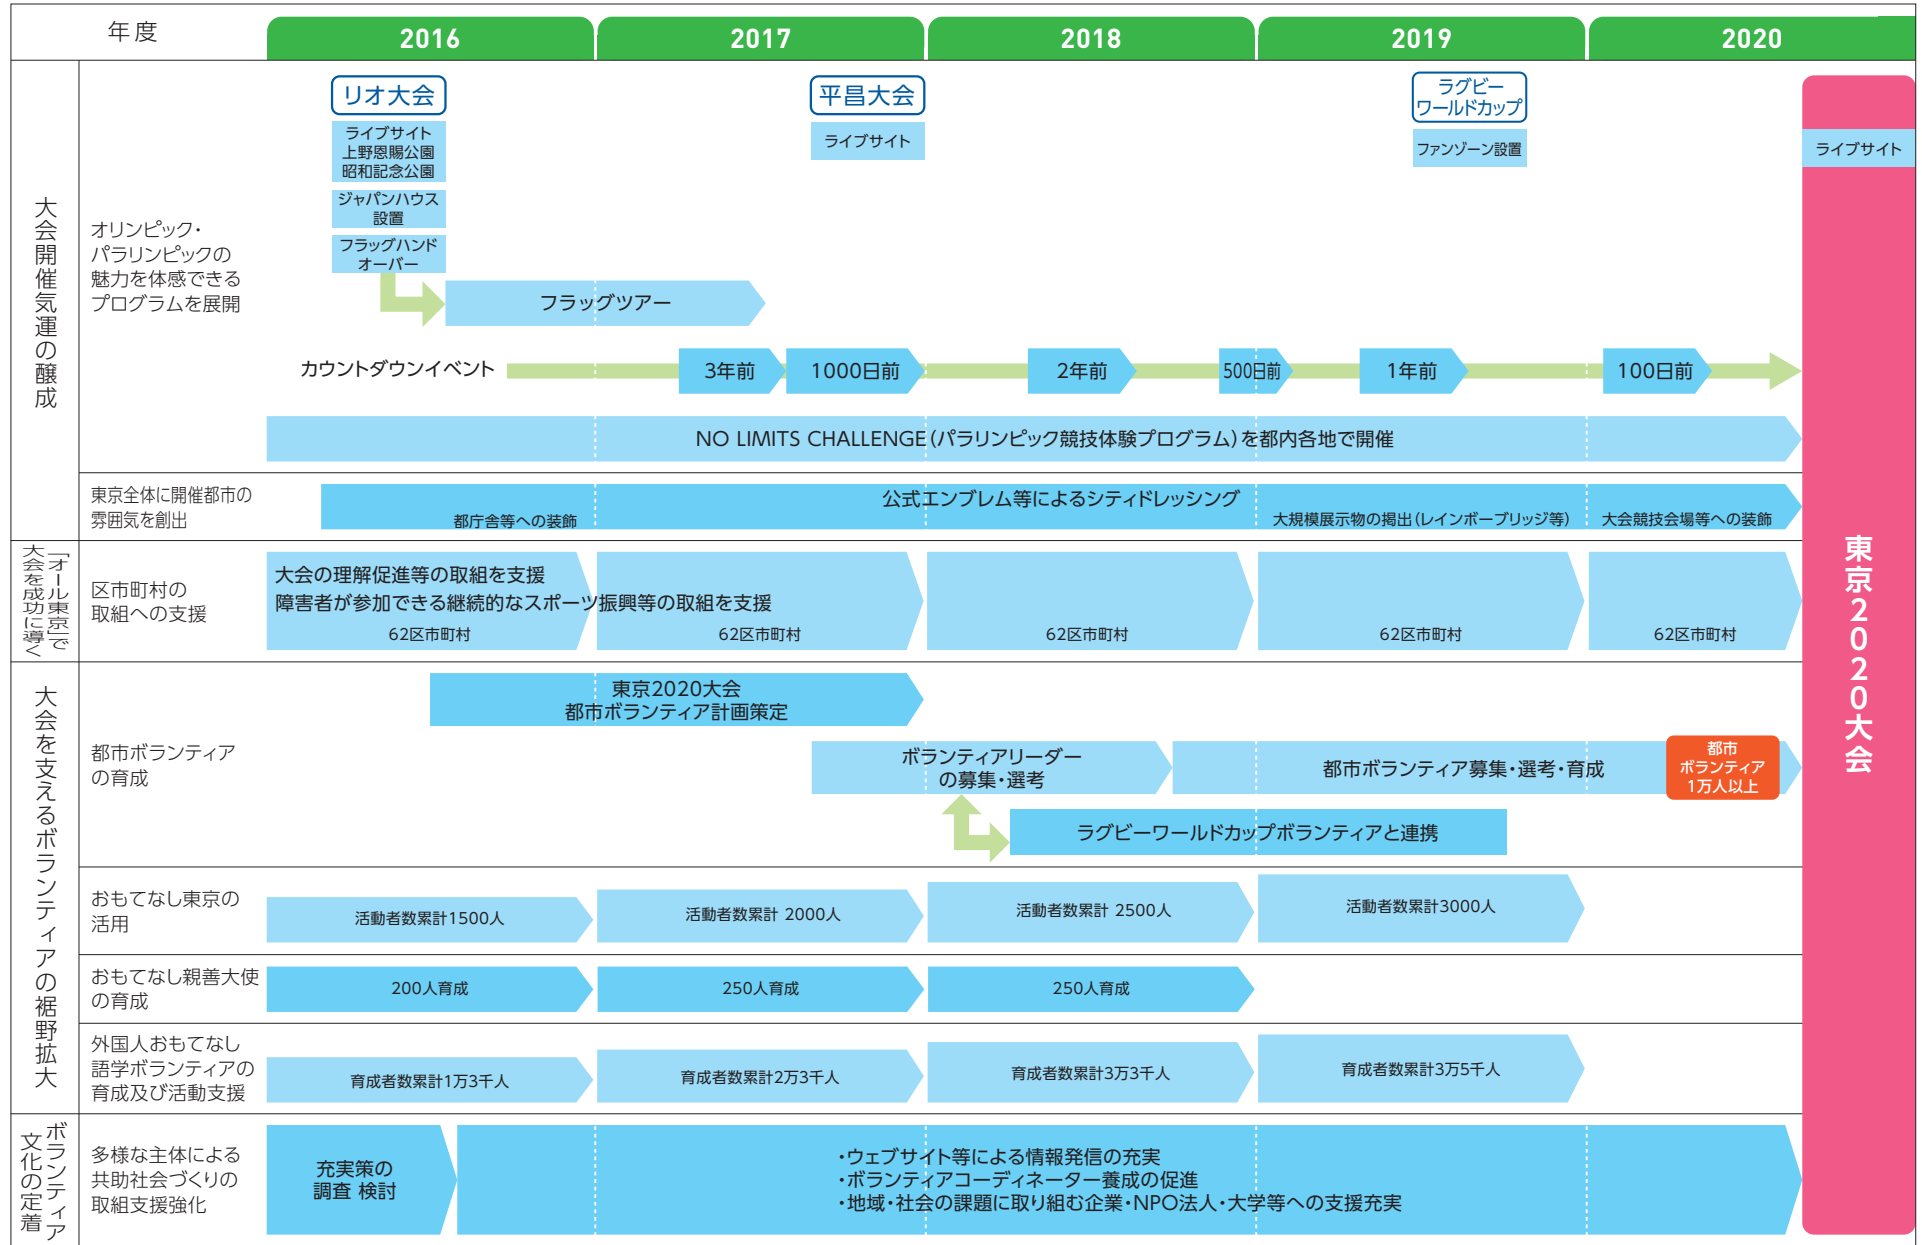 年度
2016
2017
2018
2019
2020
大会開催気運の醸成
オリンピック・
パラリンピックの
魅力を体感できる
プログラムを展開
リオ大会
ライブサイト
上野恩賜公園
昭和記念公園
ジャパンハウス
設置
フラッグハンド
オーバー
平昌大会
ライブサイト
ラグビー
ワールドカップ
ファンゾーン設置
ライブサイト
フラッグツアー
カウントダウンイベント
3年前
1000日前
2年前
500日前
1年前
100日前
NO LIMITS CHALLENGE(パラリンピック競技体験プログラム)を都内各地で開催
東京全体に開催都市の
雰囲気を創出
公式エンブレム等によるシティドレッシング
都庁舎等への装飾
大規模展示物の掲出(レインボーブリッジ等)
大会競技会場等への装飾
「オール東京」で
大会を成功に導く
区市町村の
取組への支援
大会の理解促進等の取組を支援
障害者が参加できる継続的なスポーツ振興等の取組を支援
62区市町村
62区市町村
62区市町村
62区市町村
62区市町村
東京2020大会
大会を支えるボランティアの裾野拡大
都市ボランティア
の育成
東京2020大会
都市ボランティア計画策定
ボランティアリーダー
の募集・選考
都市ボランティア募集・選考・育成
都市
ボランティア
1万人以上
ラグビーワールドカップボランティアと連携
おもてなし東京の
活用
活動者数累計1500人
活動者数累計 2000人
活動者数累計 2500人
活動者数累計3000人
おもてなし親善大使
の育成
200人育成
250人育成
250人育成
外国人おもてなし
語学ボランティアの
育成及び活動支援
育成者数累計1万3千人
育成者数累計2万3千人
育成者数累計3万3千人
育成者数累計3万5千人
ボランティア
文化の定着
多様な主体による
共助社会づくりの
取組支援強化
充実策の
調査 検討
・ウェブサイト等による情報発信の充実
・ボランティアコーディネーター養成の促進
・地域・社会の課題に取り組む企業・NPO法人・大学等への支援充実